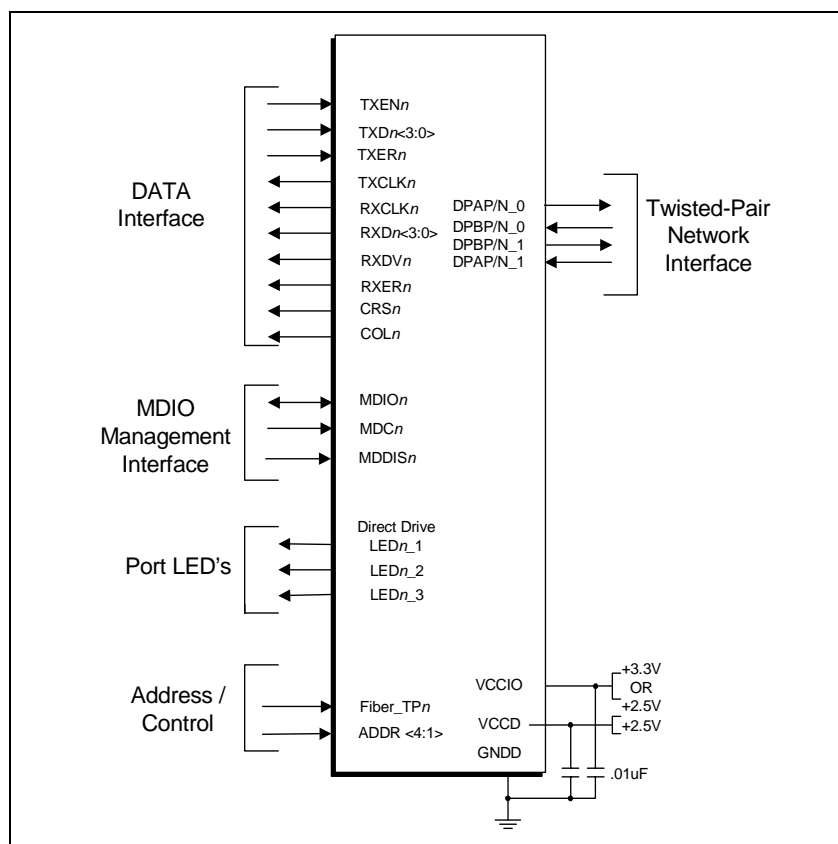 DATA
Interface
TXENn
TXDn<3:0>
TXERn
TXCLKn
RXCLKn
RXDn<3:0>
RXDVn
RXERn
CRSn
COLn
DPAP/N_0
DPBP/N_0
DPBP/N_1
DPAP/N_1
Twisted-Pair
Network
Interface
MDIO
Management
Interface
MDIOn
MDCn
MDDISn
Port LED's
Direct Drive
LEDn_1
LEDn_2
LEDn_3
Address /
Control
Fiber_TPn
ADDR <4:1>
VCCIO
VCCD
GNDD
+3.3V
OR
+2.5V
+2.5V
.01uF